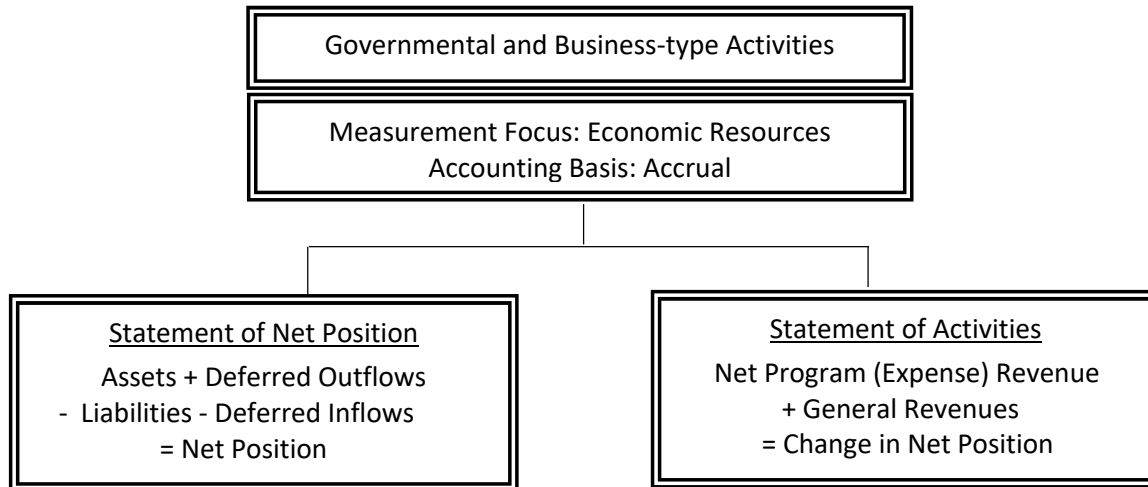 Governmental and Business-type Activities
Measurement Focus: Economic Resources
Accounting Basis: Accrual
Statement of Net Position
Assets + Deferred Outflows
- Liabilities - Deferred Inflows
= Net Position
Statement of Activities
Net Program (Expense) Revenue
+ General Revenues
= Change in Net Position